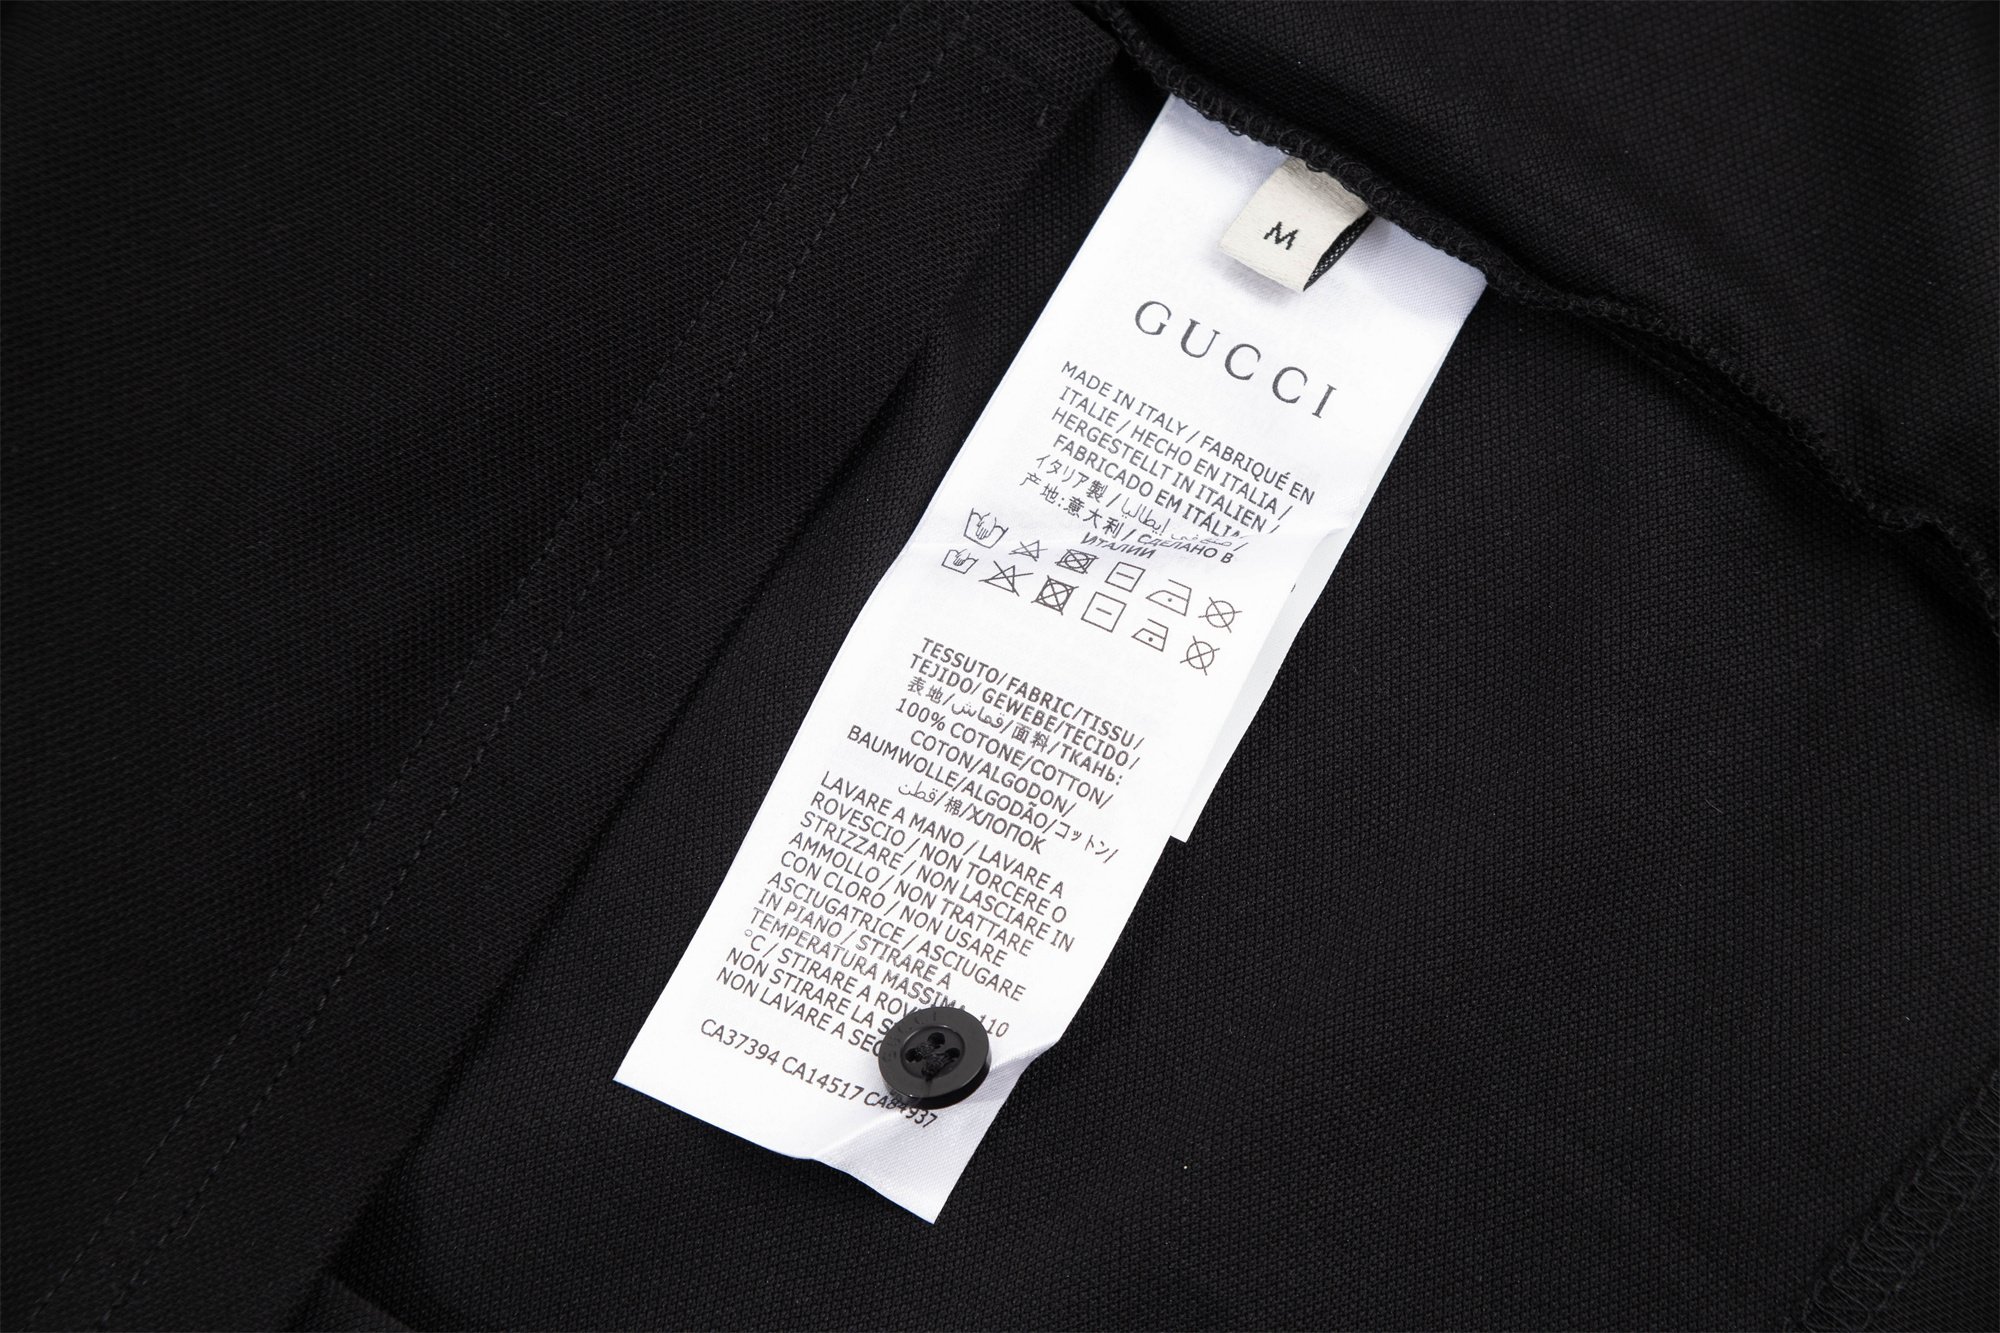 M
GUCCI
MADE IN ITALY / FABRIQUÉ EN
ITALIE / HECHO EN ITALIA /
HERGESTELLT IN ITALIEN /
FABRICADO EM ITÁLIA/
イタリア製 / صنع في إيطاليا /
产地:意大利 / СДЕЛАНО В
ИТАЛИИ
TESSUTO/FABRIC/TISSU/
TEJIDO/GEWEBE/TECIDO/
表地/قماش/面料/ТКАНЬ:
100% COTONE/COTTON/
COTON/ALGODON/
BAUMWOLLE/ALGODÃO/コットン/
قطن/棉/ХЛОПОК
LAVARE A MANO / LAVARE A
ROVESCIO / NON TORCERE O
STRIZZARE / NON LASCIARE IN
AMMOLLO / NON TRATTARE
CON CLORO / NON USARE
ASCIUGATRICE / ASCIUGARE
IN PIANO / STIRARE A
TEMPERATURA MASSIMA 110
°C / STIRARE A
NON STIRARE LA
NON LAVARE A
CA37394 CA14517 CA84937
GUCCI